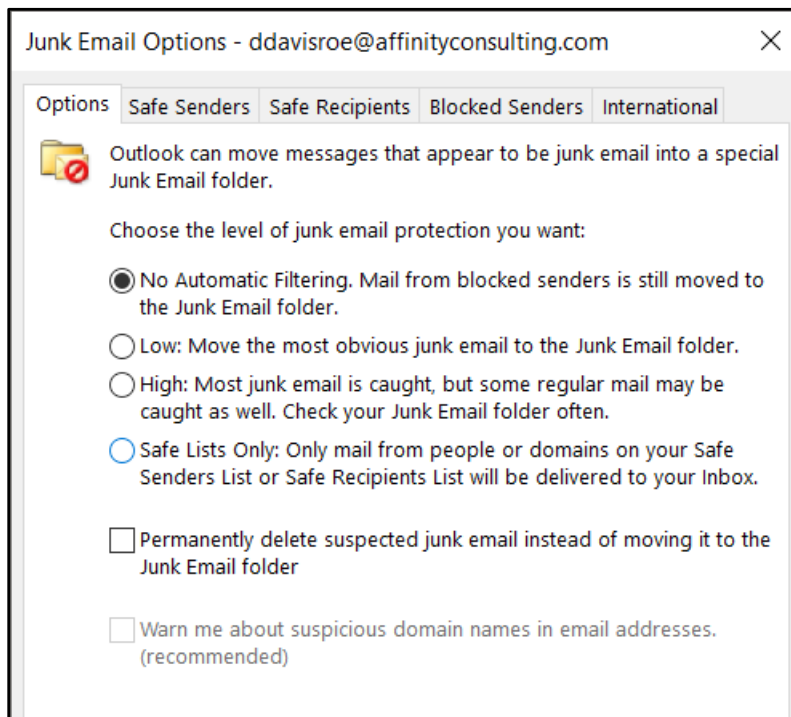 Junk Email Options - ddavisroe@affinityconsulting.com
Options Safe Senders Safe Recipients Blocked Senders International
Outlook can move messages that appear to be junk email into a special
Junk Email folder.
Choose the level of junk email protection you want:
No Automatic Filtering. Mail from blocked senders is still moved to
the Junk Email folder.
Low: Move the most obvious junk email to the Junk Email folder.
High: Most junk email is caught, but some regular mail may be
caught as well. Check your Junk Email folder often.
Safe Lists Only: Only mail from people or domains on your Safe
Senders List or Safe Recipients List will be delivered to your Inbox.
Permanently delete suspected junk email instead of moving it to the
Junk Email folder
Warn me about suspicious domain names in email addresses.
(recommended)